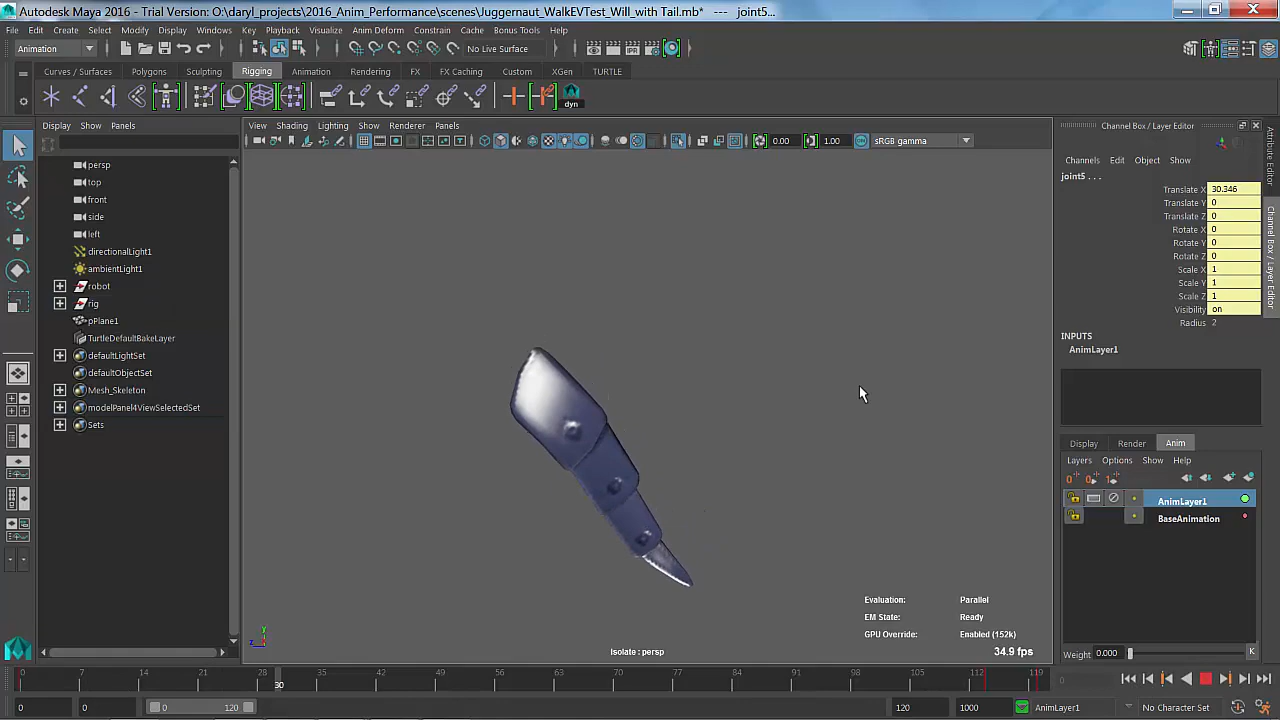 Autodesk Maya 2016 - Trial Version: O:\daryl_projects\2016_Anim_Performance\scenes\Juggernaut_WalkEVTest_Will_with Tail.mb* --- joint5...
File Edit Create Select Modify Display Windows Key Playback Visualize Anim Deform Constrain Cache Bonus Tools Help
Animation No Live Surface
Curves / Surfaces Polygons Sculpting Rigging Animation Rendering FX FX Caching Custom XGen TURTLE
dyn
Display Show Panels
View Shading Lighting Show Renderer Panels
0.00 1.00 sRGB gamma
persp
top
front
side
left
directionalLight1
ambientLight1
robot
rig
pPlane1
TurtleDefaultBakeLayer
defaultLightSet
defaultObjectSet
Mesh_Skeleton
modelPanel4ViewSelectedSet
Sets
Evaluation: Parallel
EM State: Ready
GPU Override: Enabled (152k)
Isolate : persp
34.9 fps
Channel Box / Layer Editor
Channels Edit Object Show
joint5 . . .
Translate X 30.346
Translate Y 0
Translate Z 0
Rotate X 0
Rotate Y 0
Rotate Z 0
Scale X 1
Scale Y 1
Scale Z 1
Visibility on
Radius 2
INPUTS
AnimLayer1
Display Render Anim
Layers Options Show Help
AnimLayer1
BaseAnimation
Weight 0.000 K
Attribute Editor
Channel Box / Layer Editor
0 7 14 21 28 30 35 42 49 56 63 70 77 84 91 98 105 112 119
0 0 0 120 120 1000 AnimLayer1 No Character Set